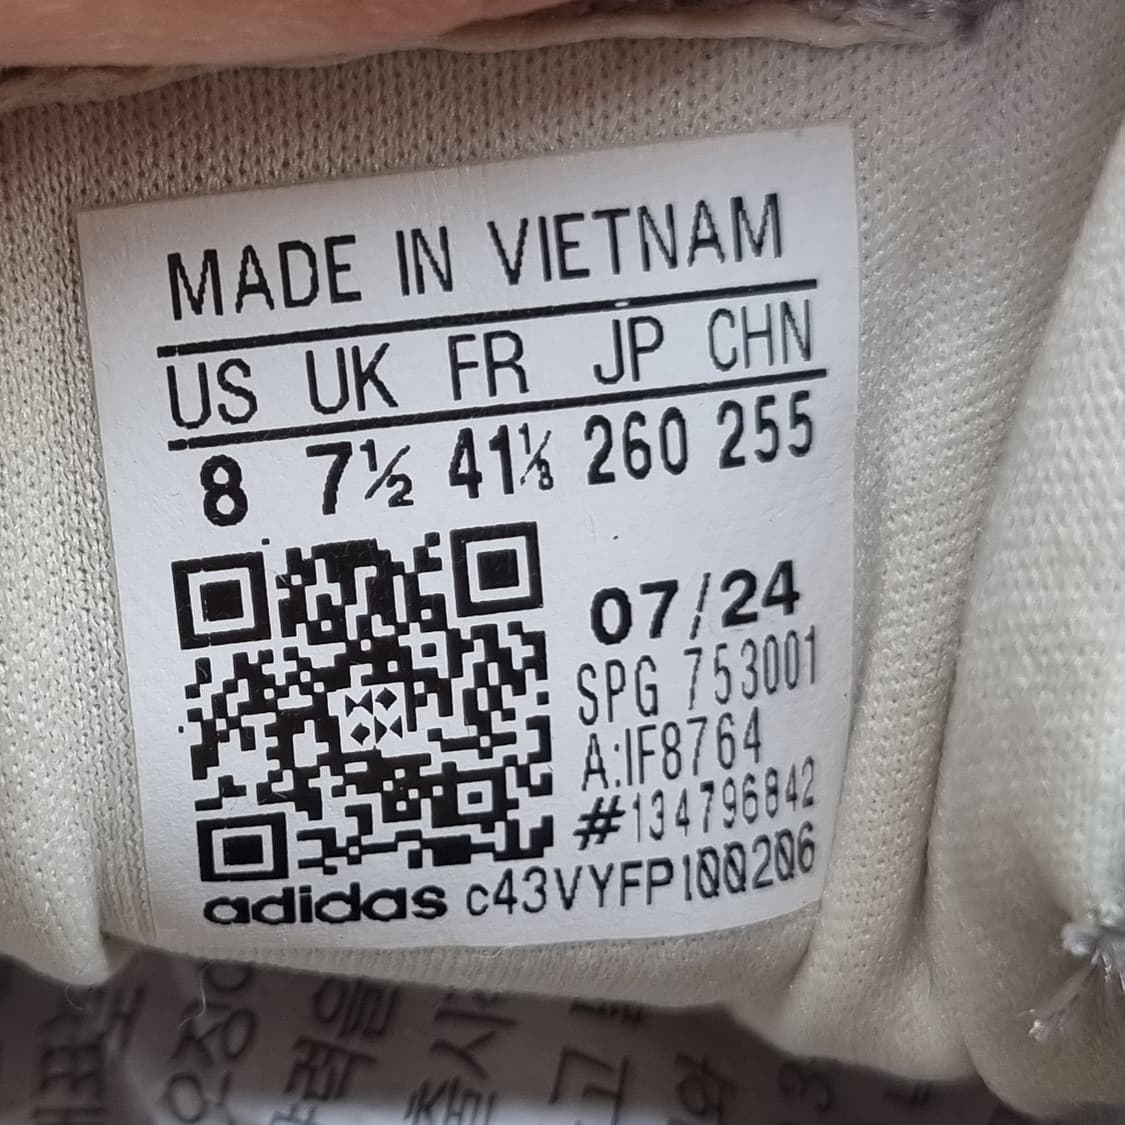 MADE IN VIETNAM
US UK FR JP CHN
8 7½ 41⅓ 260 255
07/24
SPG 753001
A:IF8764
#134796842
adidas c43VYFP100206